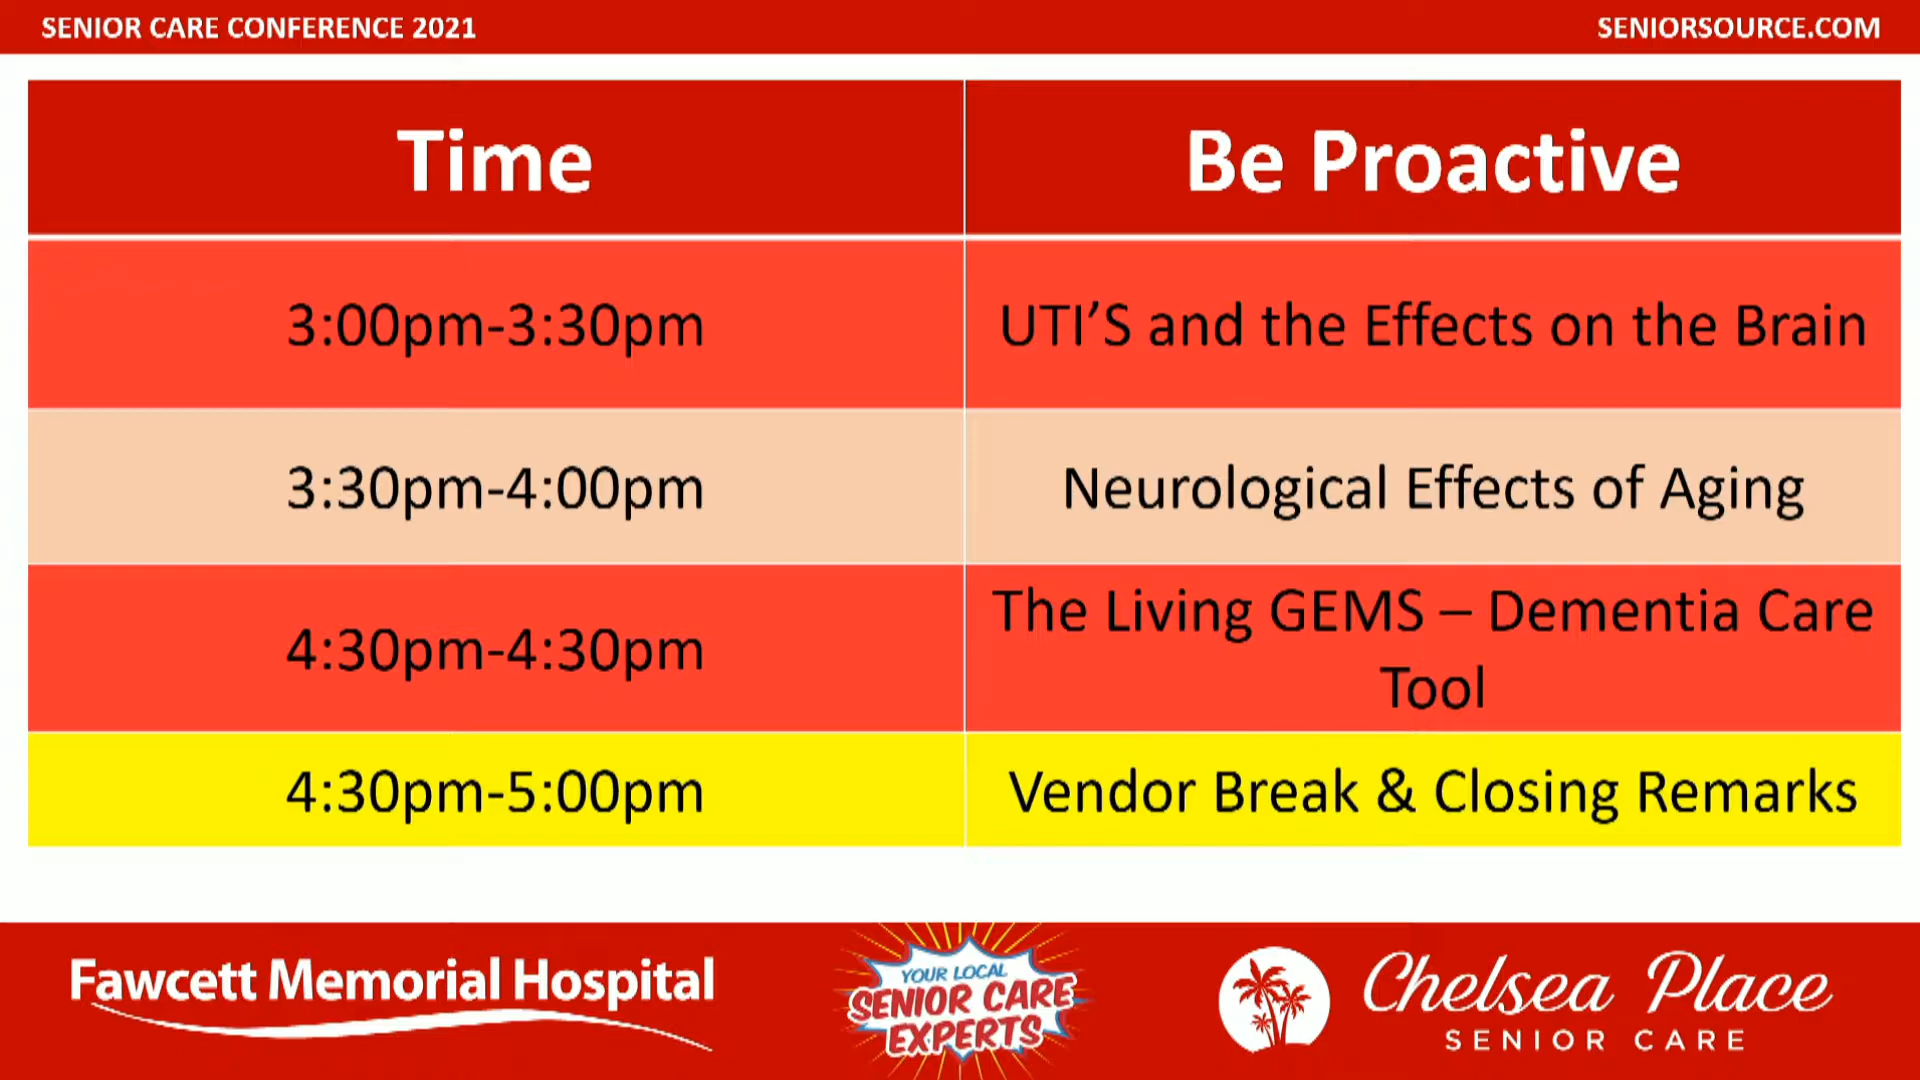 SENIOR CARE CONFERENCE 2021
SENIORSOURCE.COM
Time
Be Proactive
3:00pm-3:30pm
UTI’S and the Effects on the Brain
3:30pm-4:00pm
Neurological Effects of Aging
4:30pm-4:30pm
The Living GEMS – Dementia Care
Tool
4:30pm-5:00pm
Vendor Break & Closing Remarks
Fawcett Memorial Hospital
YOUR LOCAL
SENIOR CARE
EXPERTS
Chelsea Place
SENIOR CARE